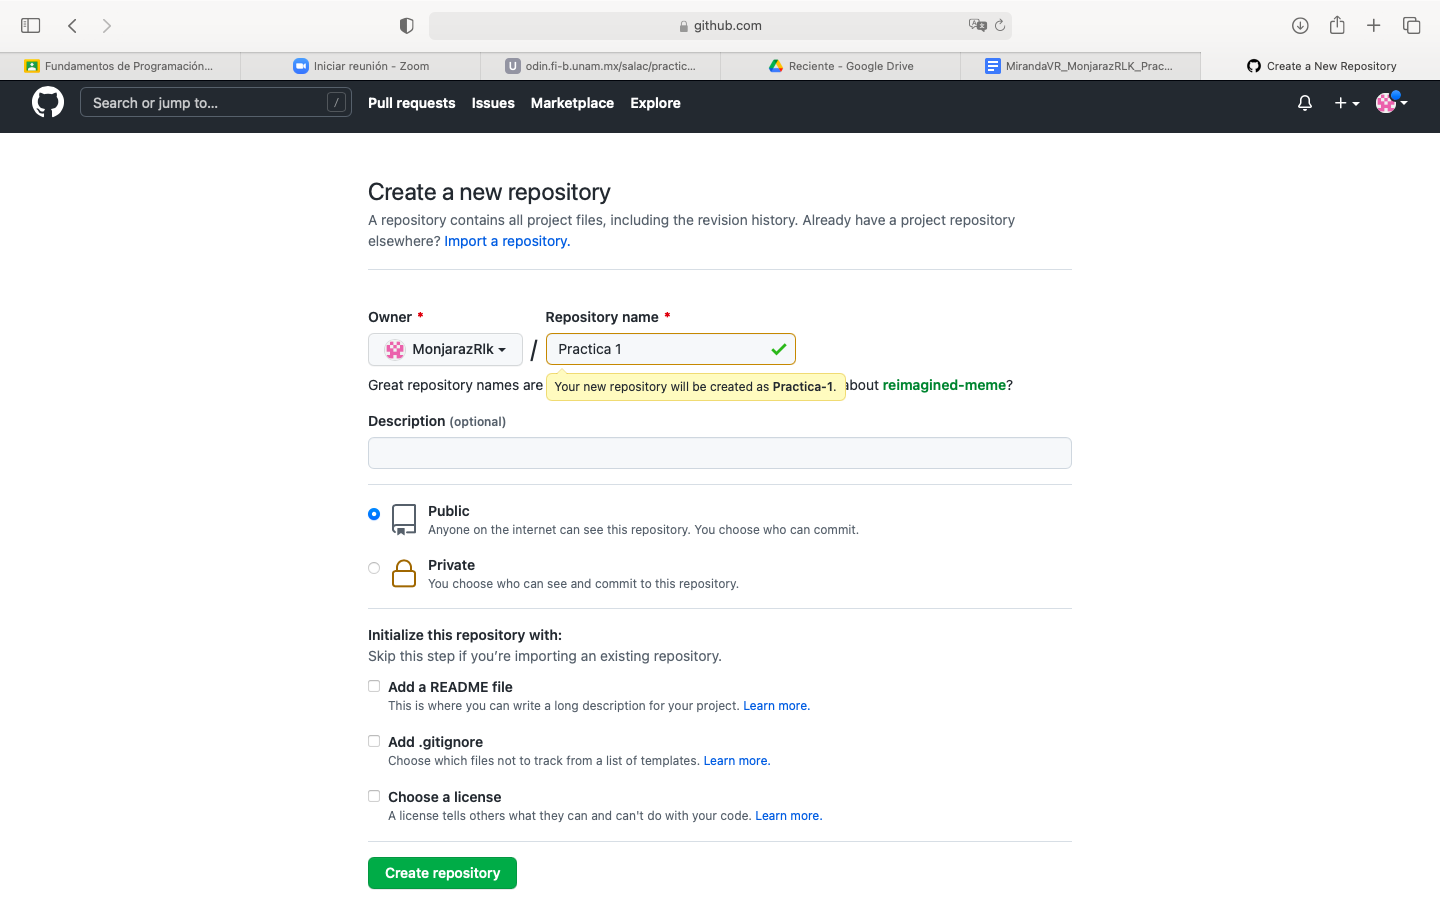 github.com
Fundamentos de Programación...
Iniciar reunión - Zoom
U odin.fi-b.unam.mx/salac/practic...
Reciente - Google Drive
MirandaVR_MonjarazRLK_Prac...
Create a New Repository
Search or jump to... /
Pull requests Issues Marketplace Explore
Create a new repository
A repository contains all project files, including the revision history. Already have a project repository
elsewhere? Import a repository.
Owner * Repository name *
MonjarazRlk / Practica 1
Great repository names are
Your new repository will be created as Practica-1.
about reimagined-meme?
Description (optional)
Public
Anyone on the internet can see this repository. You choose who can commit.
Private
You choose who can see and commit to this repository.
Initialize this repository with:
Skip this step if you’re importing an existing repository.
Add a README file
This is where you can write a long description for your project. Learn more.
Add .gitignore
Choose which files not to track from a list of templates. Learn more.
Choose a license
A license tells others what they can and can't do with your code. Learn more.
Create repository